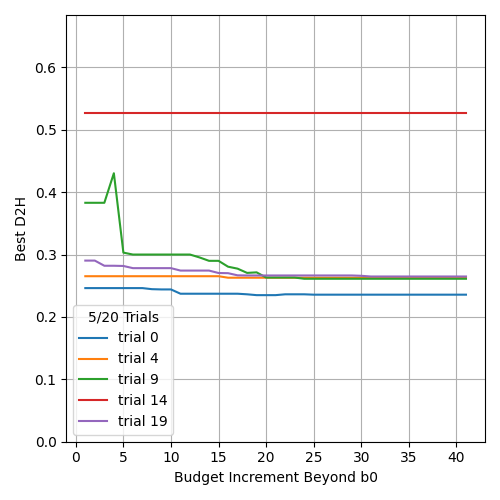 0.6
0.5
0.4
0.3
0.2
0.1
0.0
Best D2H
5/20 Trials
trial 0
trial 4
trial 9
trial 14
trial 19
0 5 10 15 20 25 30 35 40
Budget Increment Beyond b0